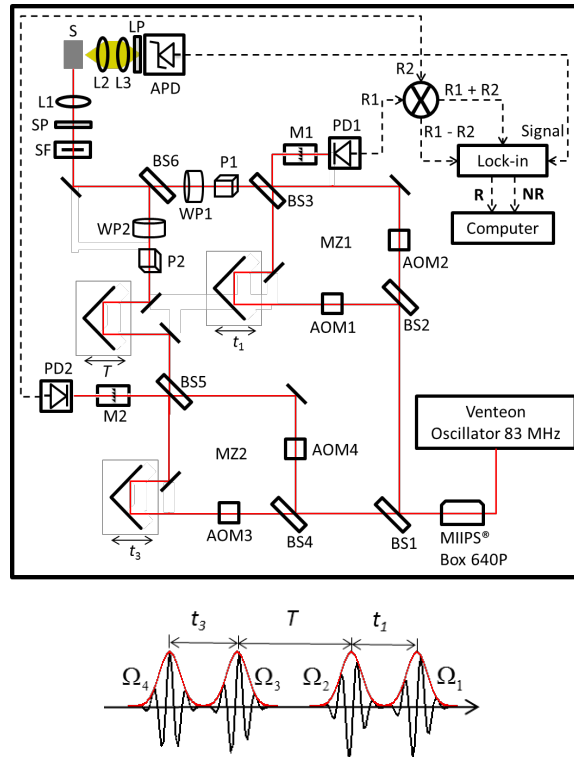 S
LP
L2 L3
APD
R2
L1
SP
SF
R1
R1 + R2
R1 - R2
Signal
M1
PD1
BS6
P1
WP1
BS3
Lock-in
R
NR
Computer
WP2
P2
MZ1
AOM2
AOM1
BS2
t1
T
PD2
M2
BS5
MZ2
AOM4
Venteon
Oscillator 83 MHz
AOM3
BS4
BS1
MIIPS®
Box 640P
t3
t3
T
t1
Ω4
Ω3
Ω2
Ω1